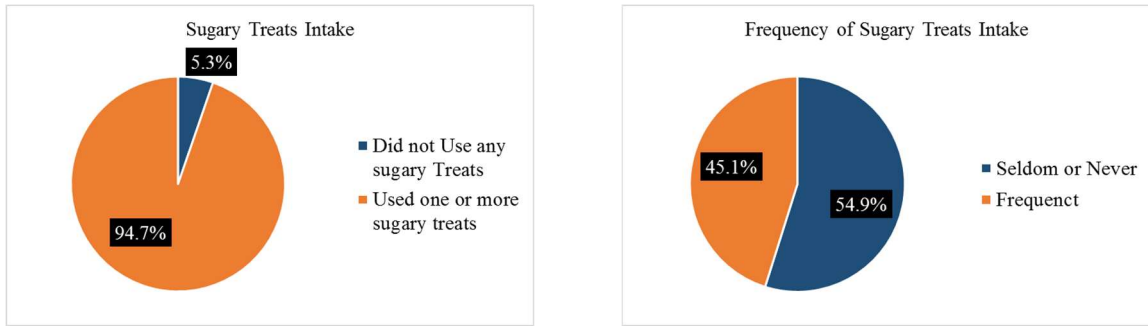 Sugary Treats Intake
5.3%
94.7%
Did not Use any
sugary Treats
Used one or more
sugary treats
Frequency of Sugary Treats Intake
45.1%
54.9%
Seldom or Never
Frequenct